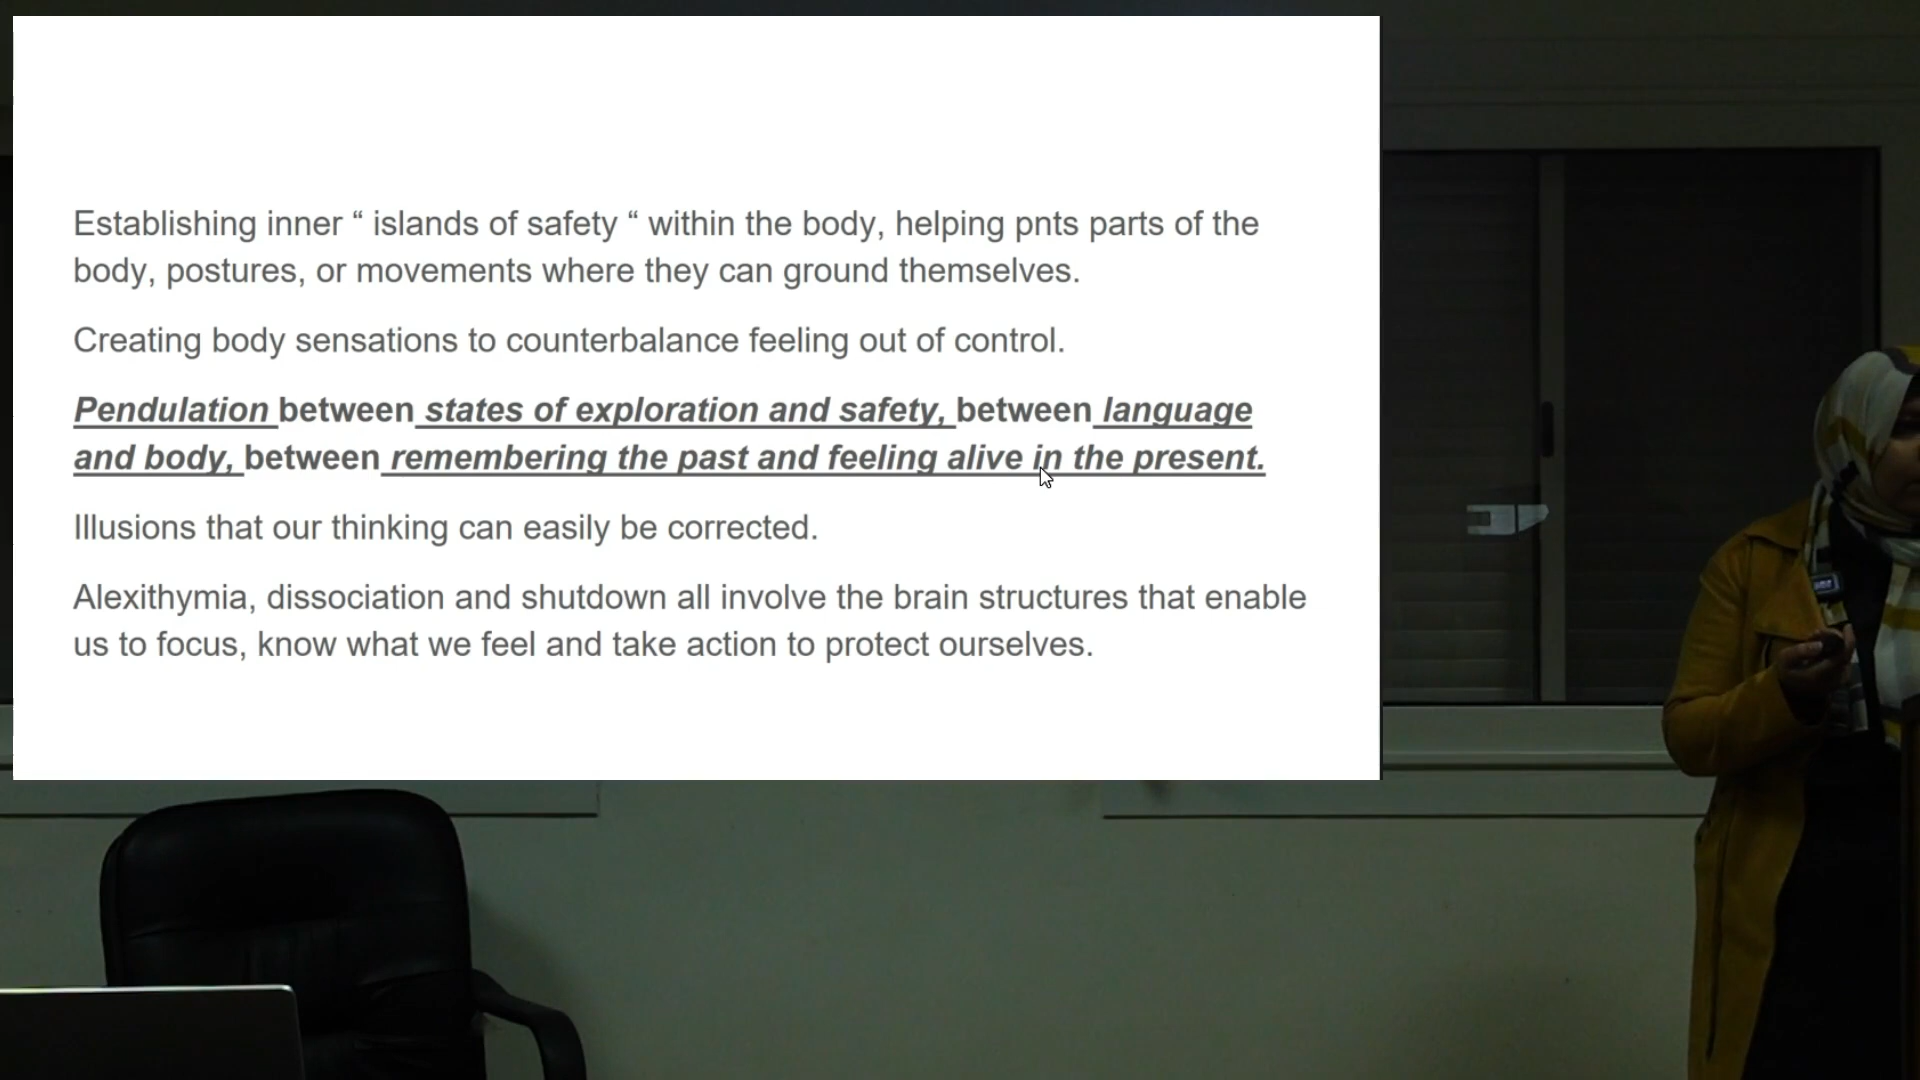 Establishing inner “ islands of safety “ within the body, helping pnts parts of the
body, postures, or movements where they can ground themselves.
Creating body sensations to counterbalance feeling out of control.
Pendulation between states of exploration and safety, between language
and body, between remembering the past and feeling alive in the present.
Illusions that our thinking can easily be corrected.
Alexithymia, dissociation and shutdown all involve the brain structures that enable
us to focus, know what we feel and take action to protect ourselves.